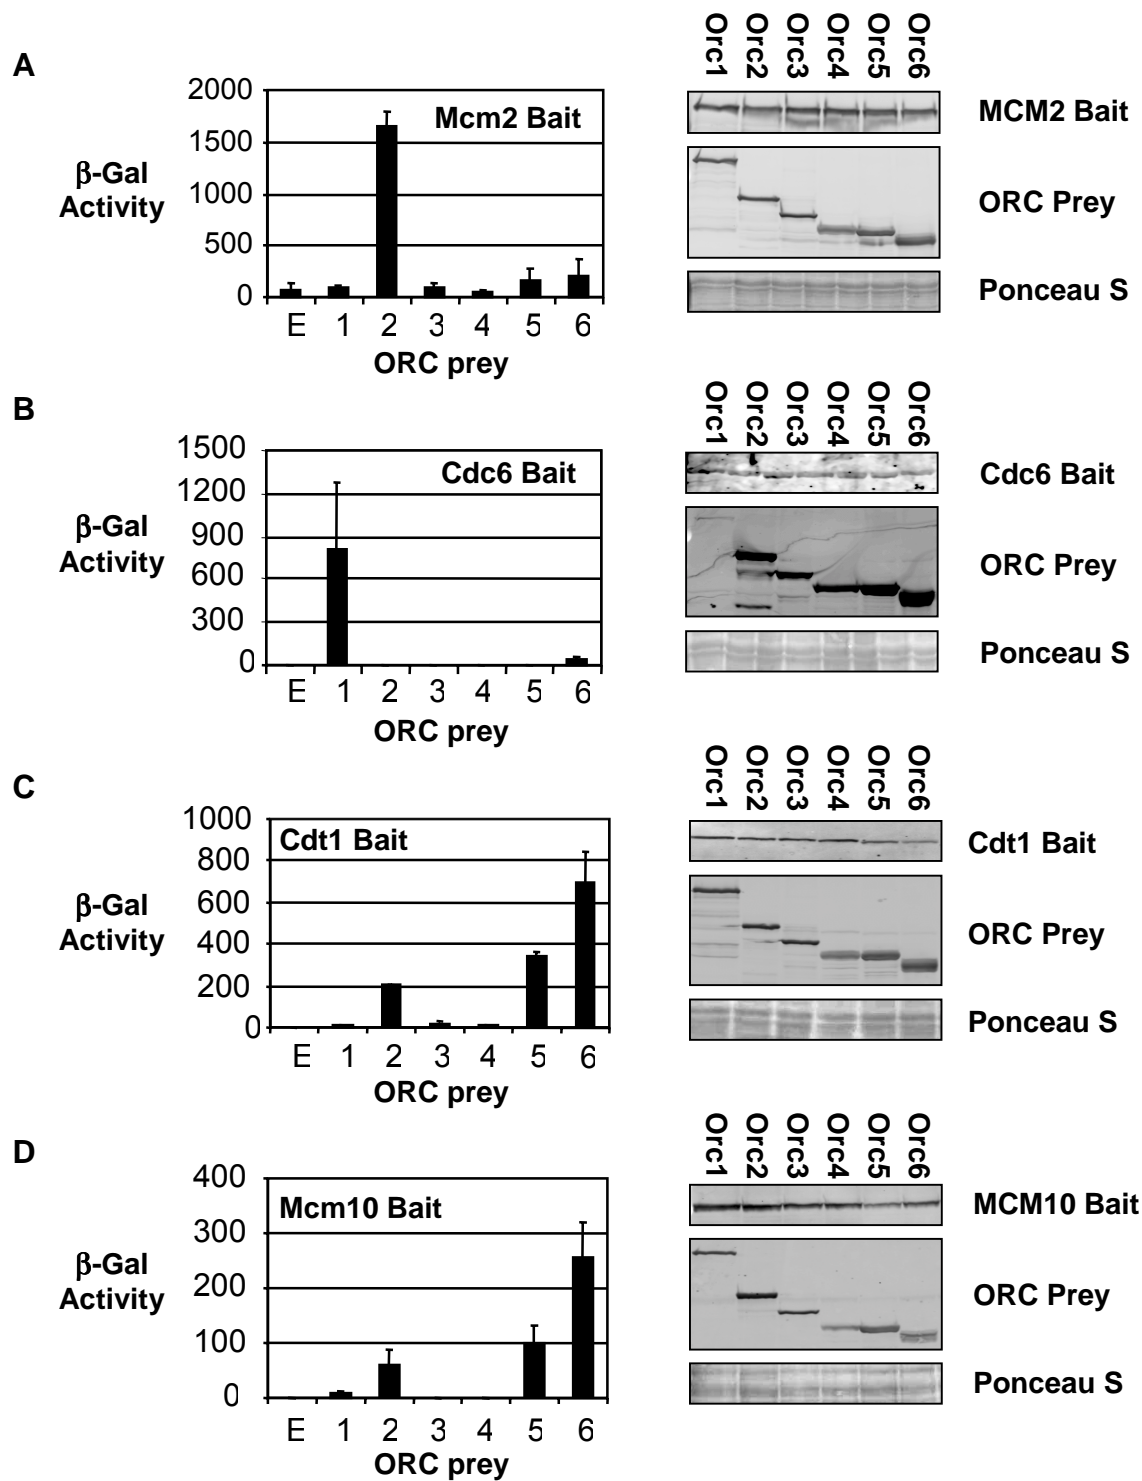 A
2000
1500
1000
500
0
β-Gal
Activity
Mcm2 Bait
E 1 2 3 4 5 6
ORC prey
Orc1 Orc2 Orc3 Orc4 Orc5 Orc6
MCM2 Bait
ORC Prey
Ponceau S
B
1500
1200
900
600
300
0
β-Gal
Activity
Cdc6 Bait
E 1 2 3 4 5 6
ORC prey
Orc1 Orc2 Orc3 Orc4 Orc5 Orc6
Cdc6 Bait
ORC Prey
Ponceau S
C
1000
800
600
400
200
0
β-Gal
Activity
Cdt1 Bait
E 1 2 3 4 5 6
ORC prey
Orc1 Orc2 Orc3 Orc4 Orc5 Orc6
Cdt1 Bait
ORC Prey
Ponceau S
D
400
300
200
100
0
β-Gal
Activity
Mcm10 Bait
E 1 2 3 4 5 6
ORC prey
Orc1 Orc2 Orc3 Orc4 Orc5 Orc6
MCM10 Bait
ORC Prey
Ponceau S